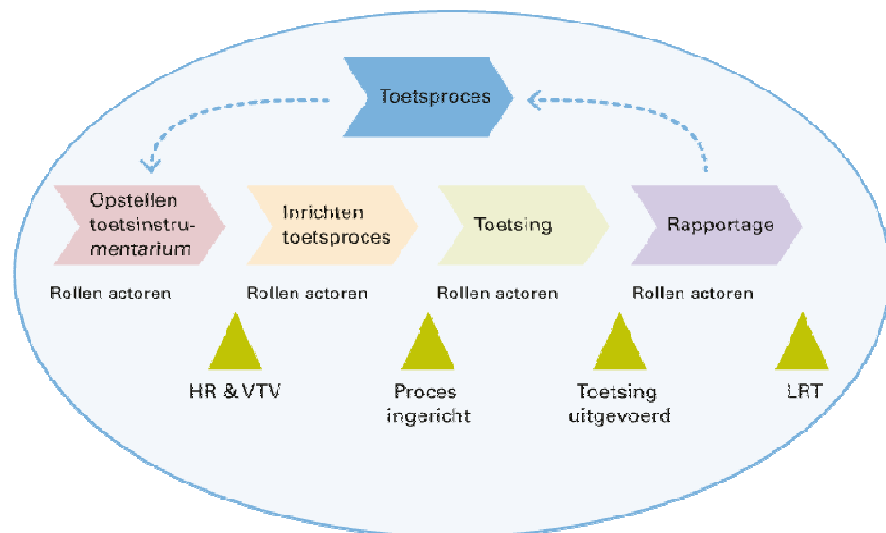 Toetsproces
Opstellen
toetsinstru-
mentarium
Inrichten
toetsproces
Toetsing
Rapportage
Rollen actoren
Rollen actoren
Rollen actoren
Rollen actoren
HR & VTV
Proces
ingericht
Toetsing
uitgevoerd
LRT